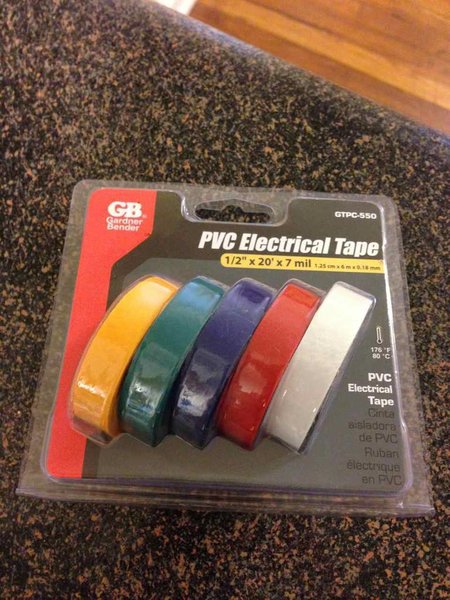 GB®
Gardner
Bender
GTPC-550
PVC Electrical Tape
1/2" x 20' x 7 mil 1.25 cm x 6 m x 0.18 mm
176 °F
80 °C
PVC
Electrical
Tape
Cinta
aisladora
de PVC
Ruban
électrique
en PVC